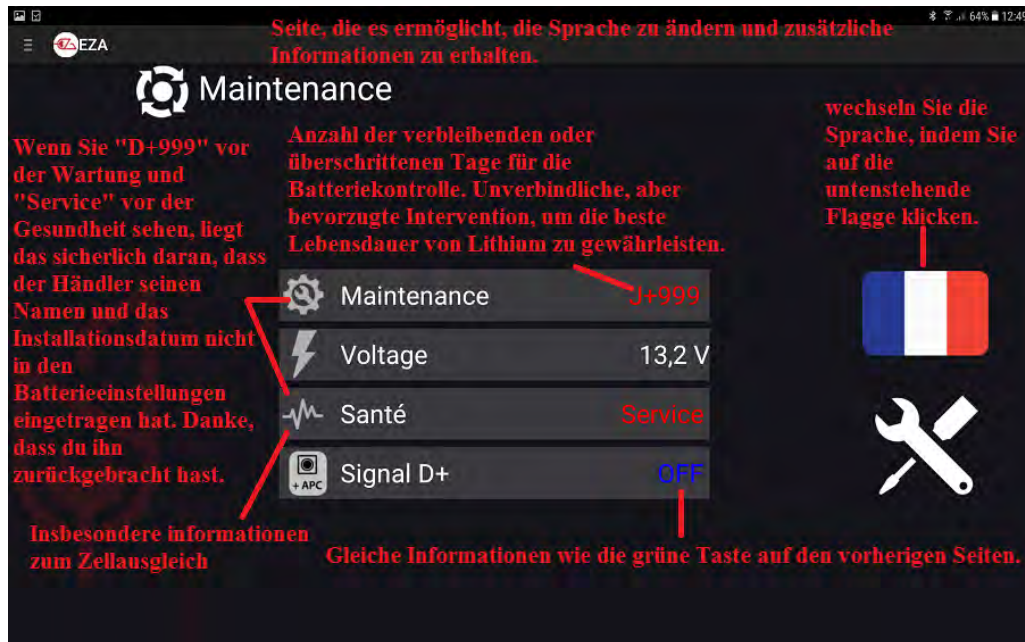 64% 12:49
EZA
Seite, die es ermöglicht, die Sprache zu ändern und zusätzliche
Informationen zu erhalten.
Maintenance
wechseln Sie die
Sprache, indem Sie
auf die
untenstehende
Flagge klicken.
Wenn Sie "D+999" vor
der Wartung und
"Service" vor der
Gesundheit sehen, liegt
das sicherlich daran, dass
der Händler seinen
Namen und das
Installationsdatum nicht
in den
Batterieeinstellungen
eingetragen hat. Danke,
dass du ihn
zurückgebracht hast.
Anzahl der verbleibenden oder
überschrittenen Tage für die
Batteriekontrolle. Unverbindliche, aber
bevorzugte Intervention, um die beste
Lebensdauer von Lithium zu gewährleisten.
Maintenance J+999
Voltage 13,2 V
Santé Service
+ APC Signal D+ OFF
Insbesondere informationen
zum Zellausgleich
Gleiche Informationen wie die grüne Taste auf den vorherigen Seiten.